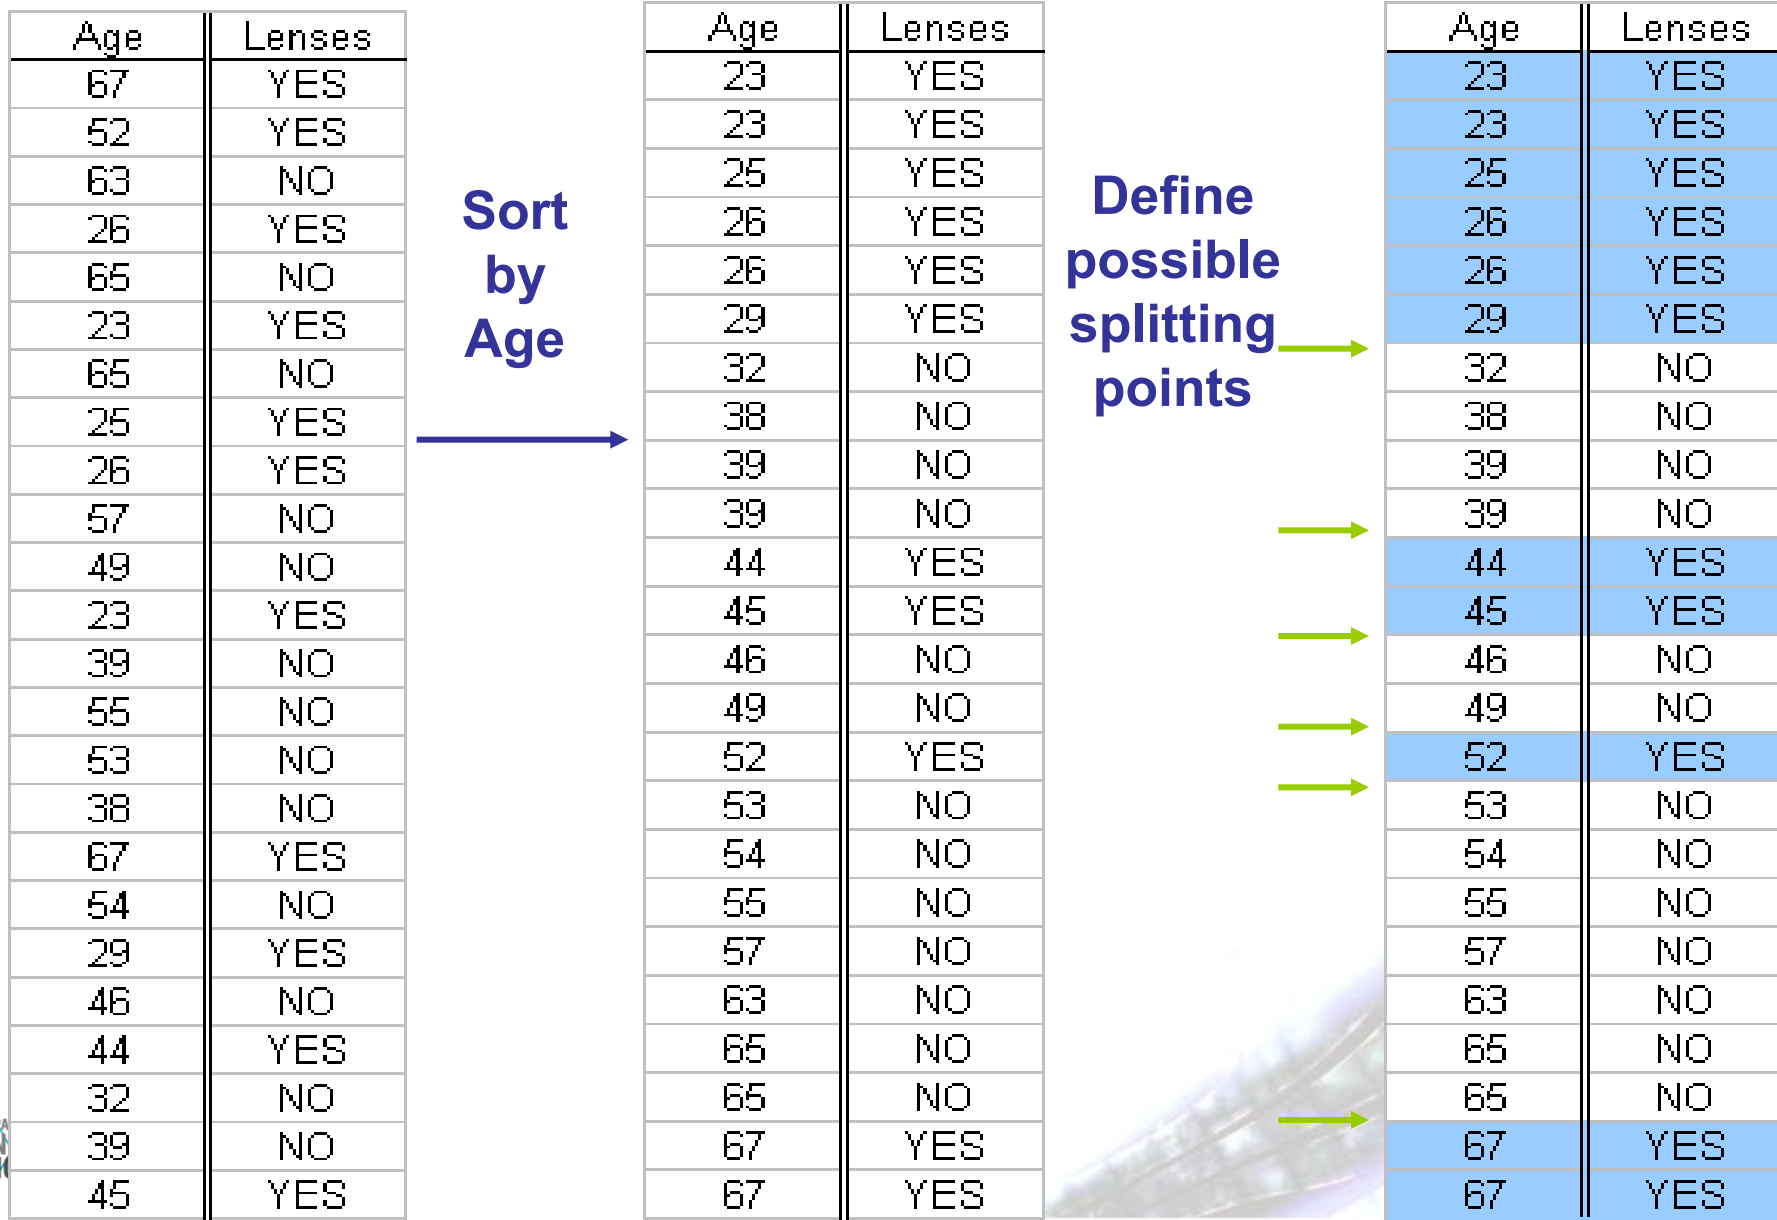 Age Lenses
67 YES
52 YES
63 NO
26 YES
65 NO
23 YES
65 NO
25 YES
26 YES
57 NO
49 NO
23 YES
39 NO
55 NO
53 NO
38 NO
67 YES
54 NO
29 YES
46 NO
44 YES
32 NO
39 NO
45 YES
Sort
by
Age
Age Lenses
23 YES
23 YES
25 YES
26 YES
26 YES
29 YES
32 NO
38 NO
39 NO
39 NO
44 YES
45 YES
46 NO
49 NO
52 YES
53 NO
54 NO
55 NO
57 NO
63 NO
65 NO
65 NO
67 YES
67 YES
Define
possible
splitting
points
Age Lenses
23 YES
23 YES
25 YES
26 YES
26 YES
29 YES
32 NO
38 NO
39 NO
39 NO
44 YES
45 YES
46 NO
49 NO
52 YES
53 NO
54 NO
55 NO
57 NO
63 NO
65 NO
65 NO
67 YES
67 YES